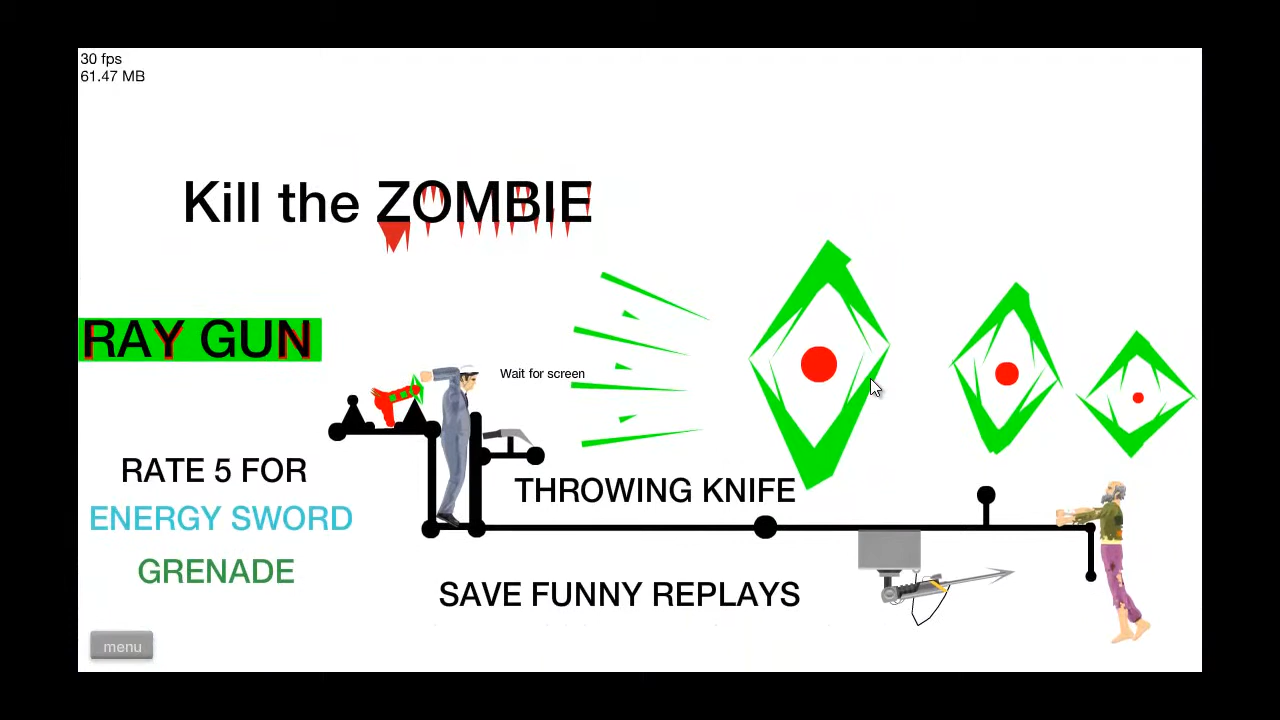 30 fps
61.47 MB
Kill the ZOMBIE
RAY GUN
Wait for screen
RATE 5 FOR
THROWING KNIFE
ENERGY SWORD
GRENADE
SAVE FUNNY REPLAYS
menu